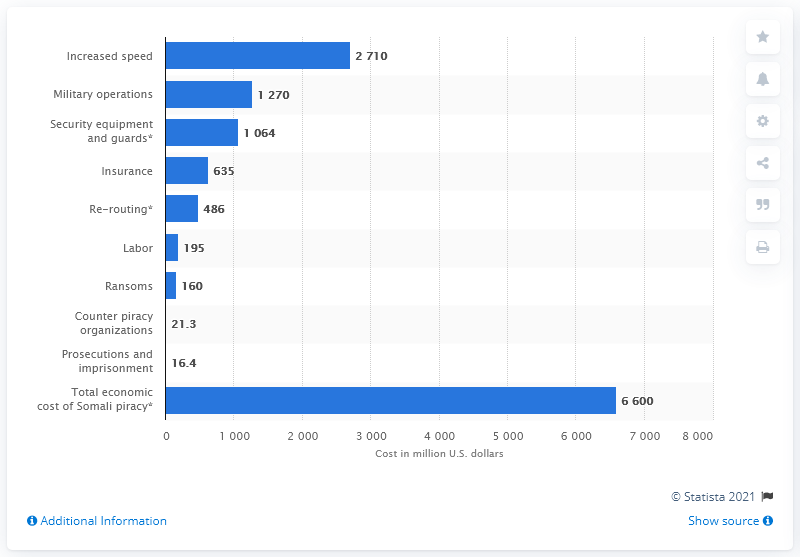 Increased speed 2 710
Military operations 1 270
Security equipment
and guards* 1 064
Insurance 635
Re-routing* 486
Labor 195
Ransoms 160
Counter piracy
organizations 21.3
Prosecutions and
imprisonment 16.4
Total economic
cost of Somali piracy* 6 600
0 1 000 2 000 3 000 4 000 5 000 6 000 7 000 8 000
Cost in million U.S. dollars
© Statista 2021
Additional Information Show source